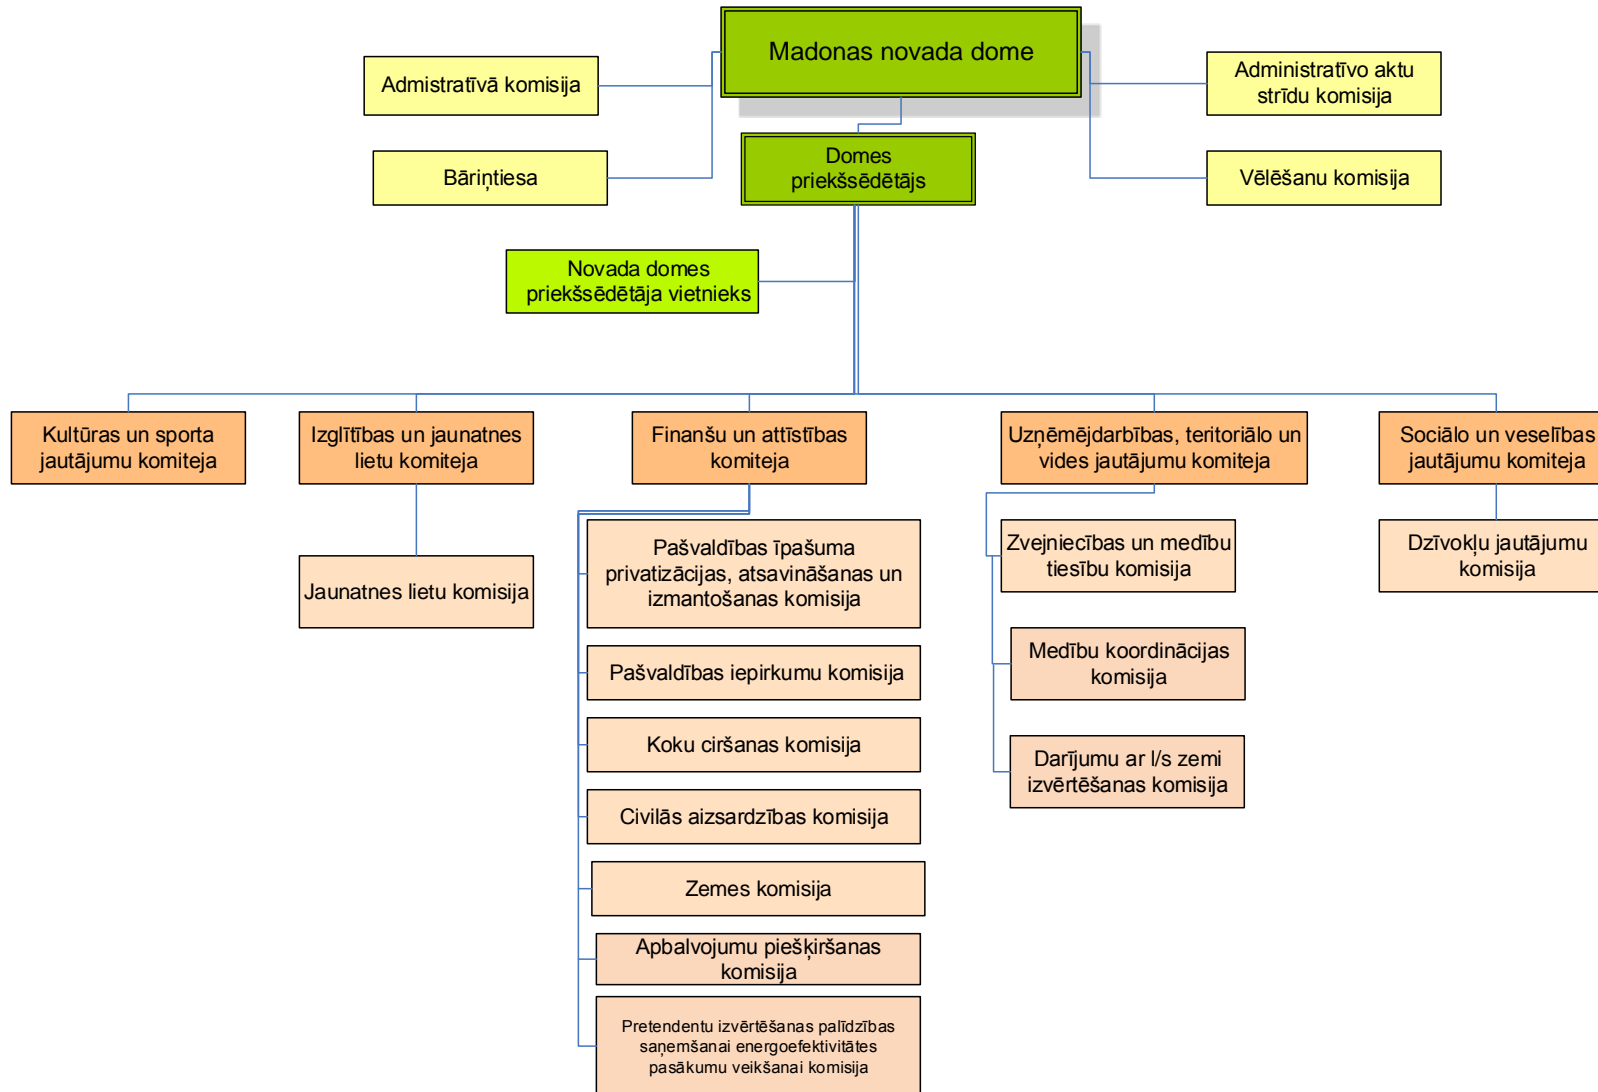 Madonas novada dome
Admistratīvā komisija
Administratīvo aktu
strīdu komisija
Bāriņtiesa
Domes
priekšsēdētājs
Vēlēšanu komisija
Novada domes
priekšsēdētāja vietnieks
Kultūras un sporta
jautājumu komiteja
Izglītības un jaunatnes
lietu komiteja
Finanšu un attīstības
komiteja
Uzņēmējdarbības, teritoriālo un
vides jautājumu komiteja
Sociālo un veselības
jautājumu komiteja
Jaunatnes lietu komisija
Pašvaldības īpašuma
privatizācijas, atsavināšanas un
izmantošanas komisija
Pašvaldības iepirkumu komisija
Koku ciršanas komisija
Civilās aizsardzības komisija
Zemes komisija
Apbalvojumu piešķiršanas
komisija
Pretendentu izvērtēšanas palīdzības
saņemšanai energoefektivitātes
pasākumu veikšanai komisija
Zvejniecības un medību
tiesību komisija
Medību koordinācijas
komisija
Darījumu ar l/s zemi
izvērtēšanas komisija
Dzīvokļu jautājumu
komisija